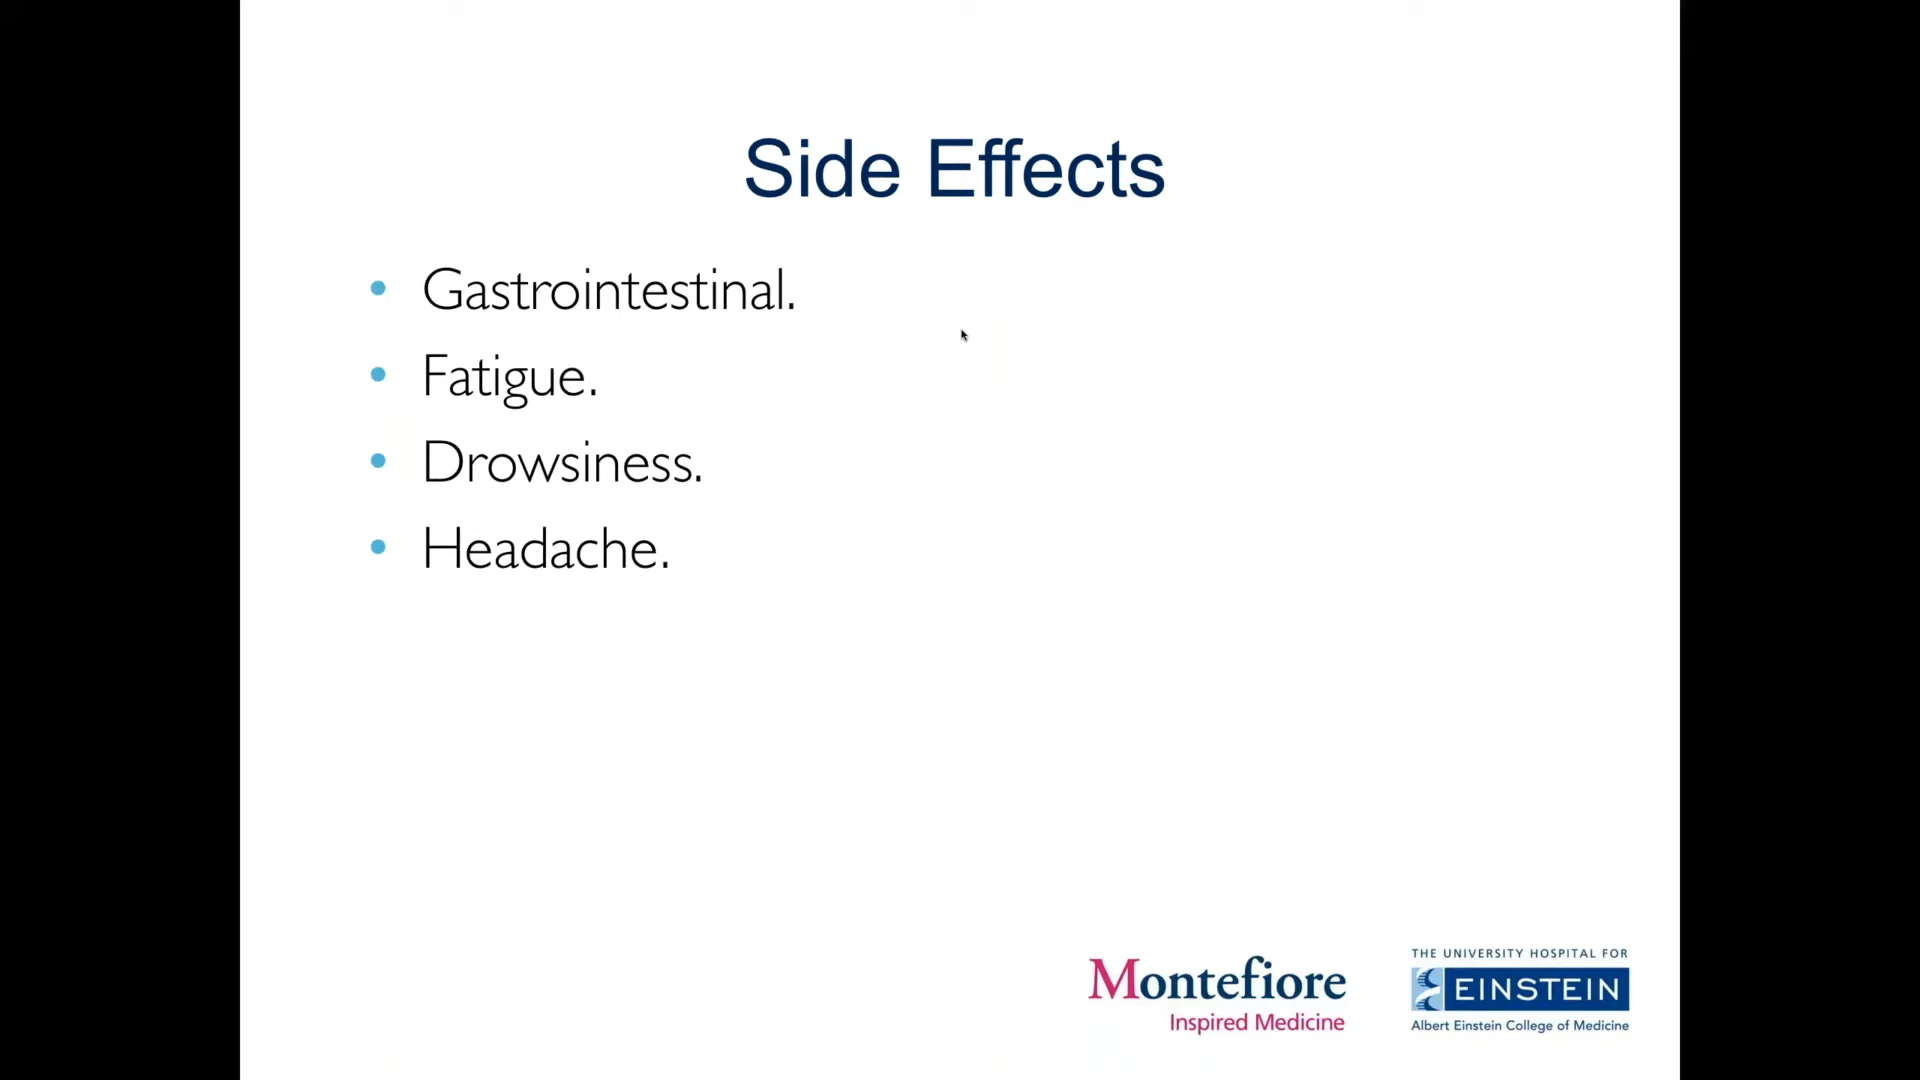 Side Effects
• Gastrointestinal.
• Fatigue.
• Drowsiness.
• Headache.
Montefiore
Inspired Medicine
THE UNIVERSITY HOSPITAL FOR
EINSTEIN
Albert Einstein College of Medicine